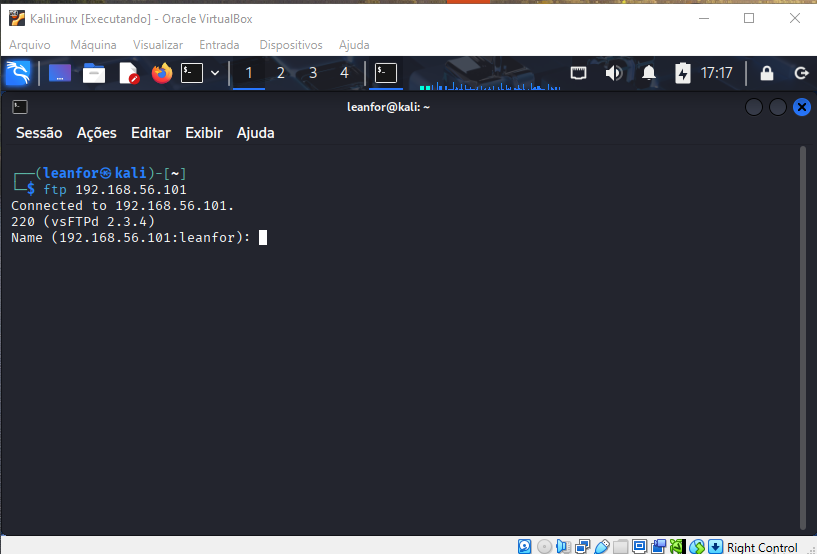 KaliLinux [Executando] - Oracle VirtualBox
Arquivo Máquina Visualizar Entrada Dispositivos Ajuda
1 2 3 4 17:17
leanfor@kali: ~
Sessão Ações Editar Exibir Ajuda
┌──(leanfor㉿kali)-[~]
└─$ ftp 192.168.56.101
Connected to 192.168.56.101.
220 (vsFTPd 2.3.4)
Name (192.168.56.101:leanfor):
Right Control